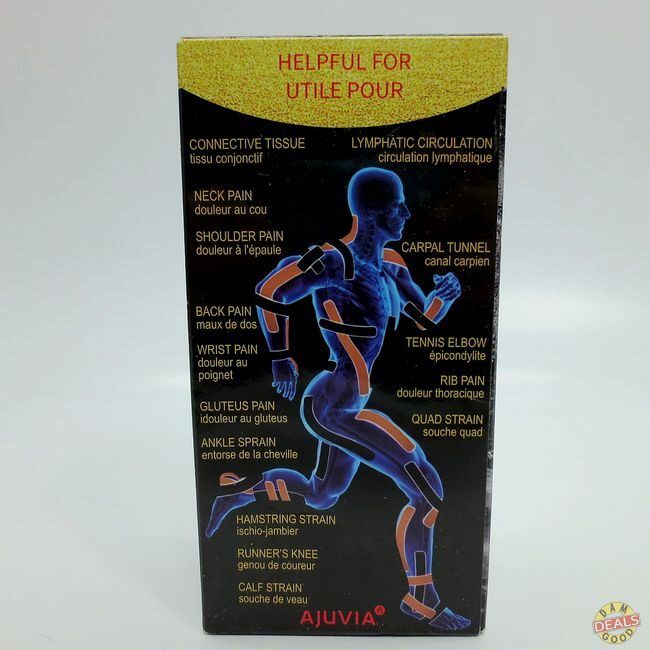 HELPFUL FOR
UTILE POUR
CONNECTIVE TISSUE
tissu conjonctif
LYMPHATIC CIRCULATION
circulation lymphatique
NECK PAIN
douleur au cou
SHOULDER PAIN
douleur à l'épaule
CARPAL TUNNEL
canal carpien
BACK PAIN
maux de dos
WRIST PAIN
douleur au
poignet
TENNIS ELBOW
épicondylite
RIB PAIN
douleur thoracique
GLUTEUS PAIN
idouleur au gluteus
QUAD STRAIN
souche quad
ANKLE SPRAIN
entorse de la cheville
HAMSTRING STRAIN
ischio-jambier
RUNNER'S KNEE
genou de coureur
CALF STRAIN
souche de veau
AJUVIA
DAM
DEALS
GOOD